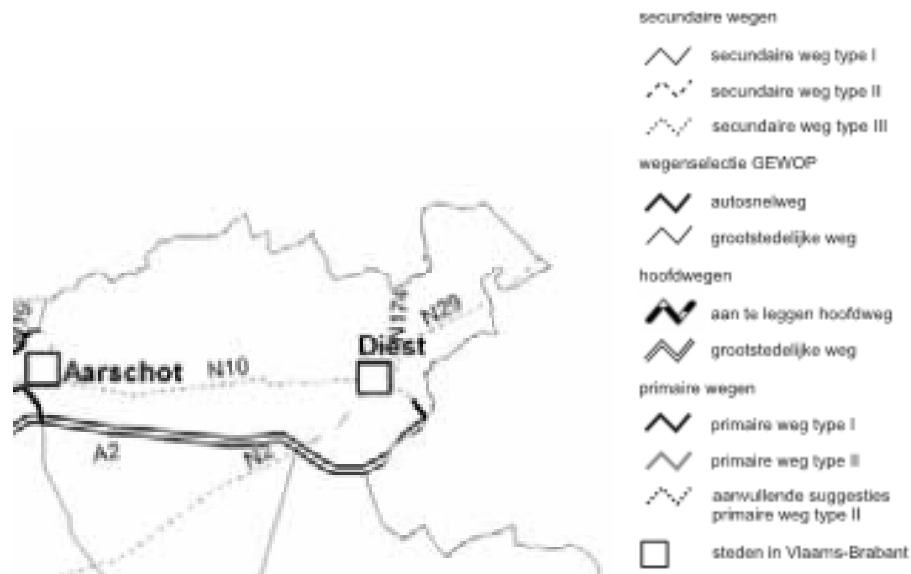 secundaire wegen
secundaire weg type I
secundaire weg type II
secundaire weg type III
wegenselectie GEWOP
autosnelweg
grootstedelijke weg
hoofdwegen
aan te leggen hoofdweg
grootstedelijke weg
primaire wegen
primaire weg type I
primaire weg type II
aanvullende suggesties
primaire weg type II
steden in Vlaams-Brabant
N174
N29
Diest
Aarschot
N10
A2
N2